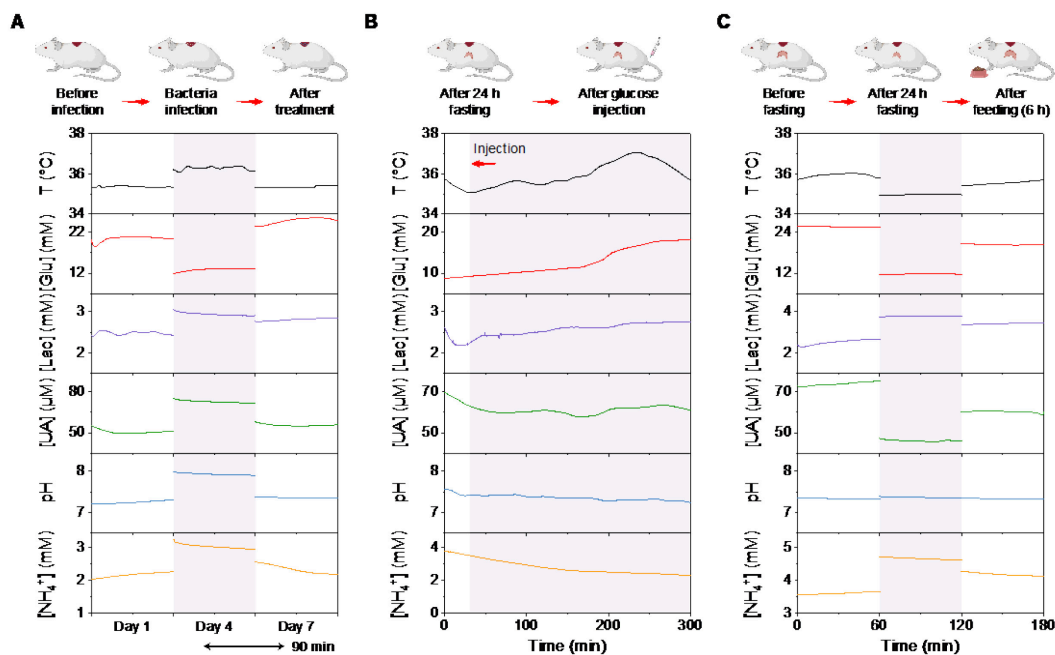 A
B
C
Before infection
Bacteria infection
After treatment
After 24 h fasting
After glucose injection
Before fasting
After 24 h fasting
After feeding (6 h)
T (°C)
38
36
34
[Glu] (mM)
22
12
[Lac] (mM)
3
2
[UA] (µM)
80
50
pH
8
7
[NH₄⁺] (mM)
3
2
1
Day 1
Day 4
Day 7
90 min
Injection
T (°C)
38
36
34
[Glu] (mM)
20
10
[Lac] (mM)
3
2
[UA] (µM)
70
50
pH
8
7
[NH₄⁺] (mM)
4
2
0
0
100
200
300
Time (min)
T (°C)
38
36
34
[Glu] (mM)
24
12
[Lac] (mM)
4
2
[UA] (µM)
70
50
pH
8
7
[NH₄⁺] (mM)
5
4
3
0
60
120
180
Time (min)